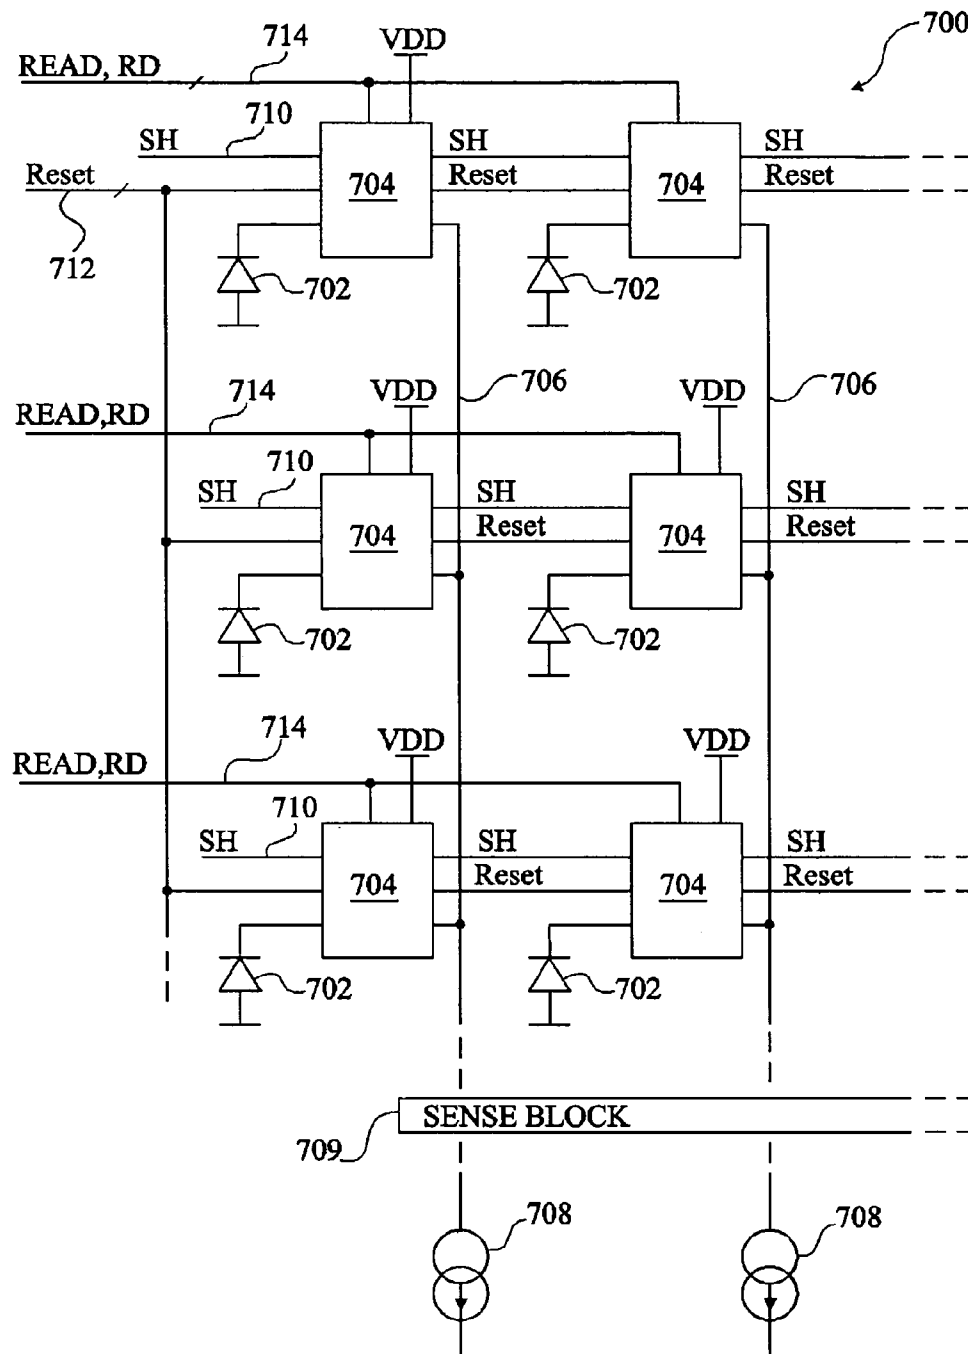 700
714
VDD
READ, RD
710
SH
SH
SH
Reset
704
Reset
704
Reset
712
702
702
706
706
714
VDD
VDD
READ,RD
710
SH
SH
SH
704
Reset
704
Reset
702
702
714
VDD
VDD
READ,RD
710
SH
SH
SH
704
Reset
704
Reset
702
702
SENSE BLOCK
709
708
708